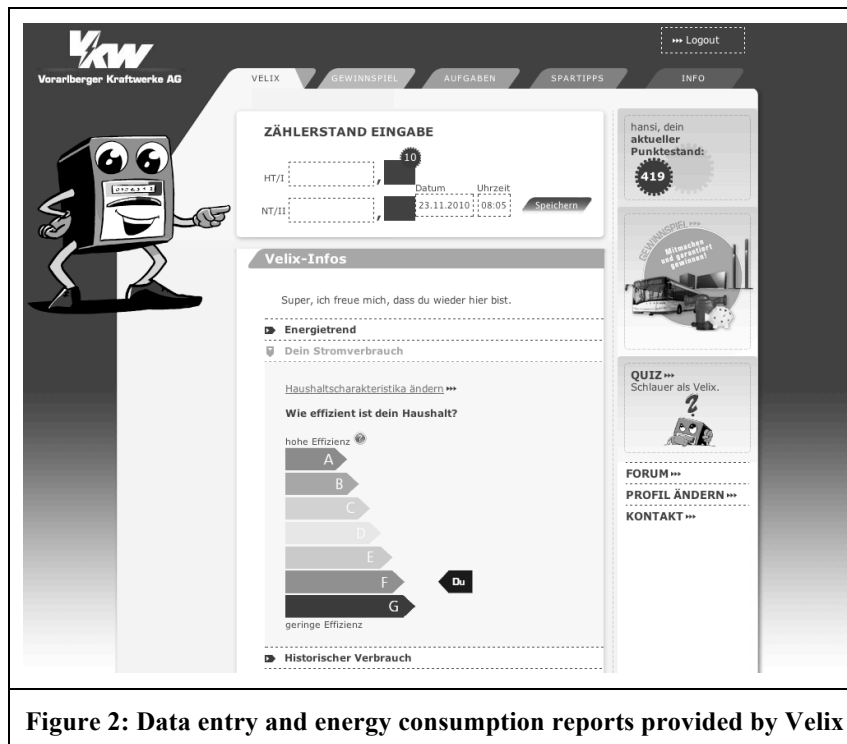 VKW
Vorarlberger Kraftwerke AG
Logout
VELIX
GEWINNSPIEL
AUFGABEN
SPARTIPPS
INFO
ZÄHLERSTAND EINGABE
10
HT/I
,
Datum
Uhrzeit
NT/II
,
23.11.2010
08:05
Speichern
hansi, dein
aktueller
Punktestand:
419
Velix-Infos
Super, ich freue mich, dass du wieder hier bist.
Energietrend
Dein Stromverbrauch
Haushaltscharakteristika ändern
Wie effizient ist dein Haushalt?
hohe Effizienz
A
B
C
D
E
F
Du
G
geringe Effizienz
Historischer Verbrauch
GEWINNSPIEL
Mitmachen
und garantiert
gewinnen!
QUIZ
Schlauer als Velix.
?
FORUM
PROFIL ÄNDERN
KONTAKT
Figure 2: Data entry and energy consumption reports provided by Velix